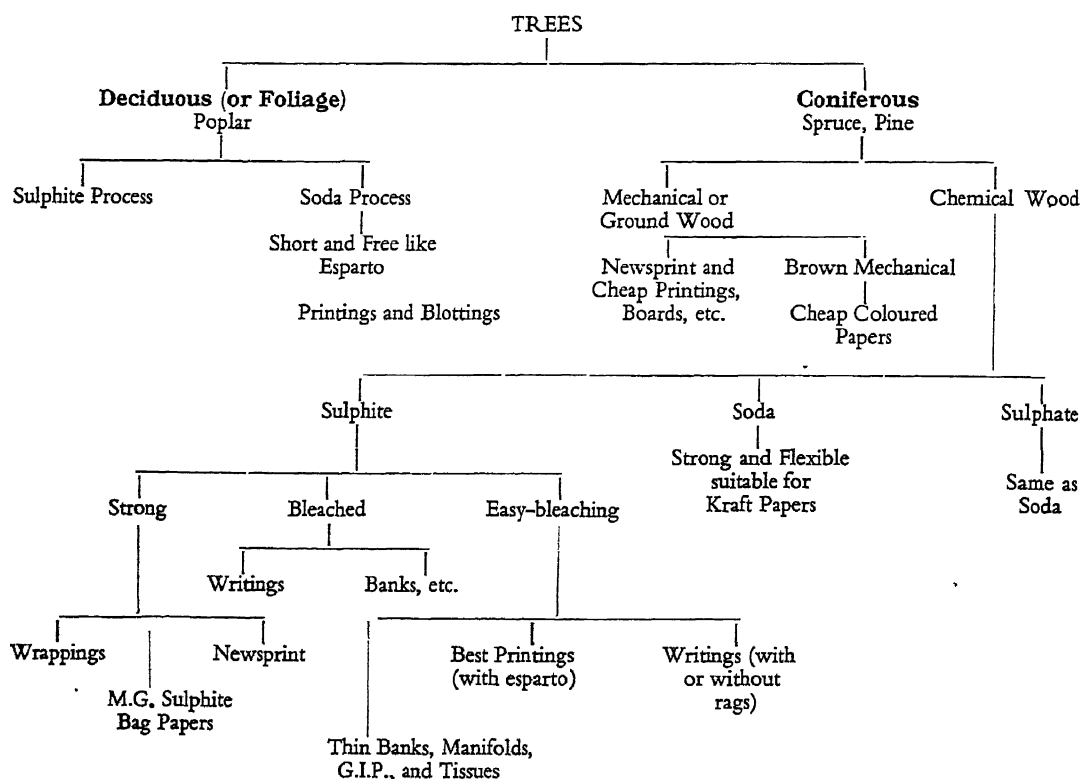 TREES
Deciduous (or Foliage)
Poplar
Coniferous
Spruce, Pine
Sulphite Process
Soda Process
Mechanical or
Ground Wood
Chemical Wood
Short and Free like
Esparto
Newsprint and
Cheap Printings,
Boards, etc.
Brown Mechanical
Printings and Blottings
Cheap Coloured
Papers
Sulphite
Soda
Sulphate
Strong and Flexible
suitable for
Kraft Papers
Same as
Soda
Strong
Bleached
Easy-bleaching
Writings
Banks, etc.
Wrappings
Newsprint
Best Printings
(with esparto)
Writings (with
or without
rags)
M.G. Sulphite
Bag Papers
Thin Banks, Manifolds,
G.I.P., and Tissues